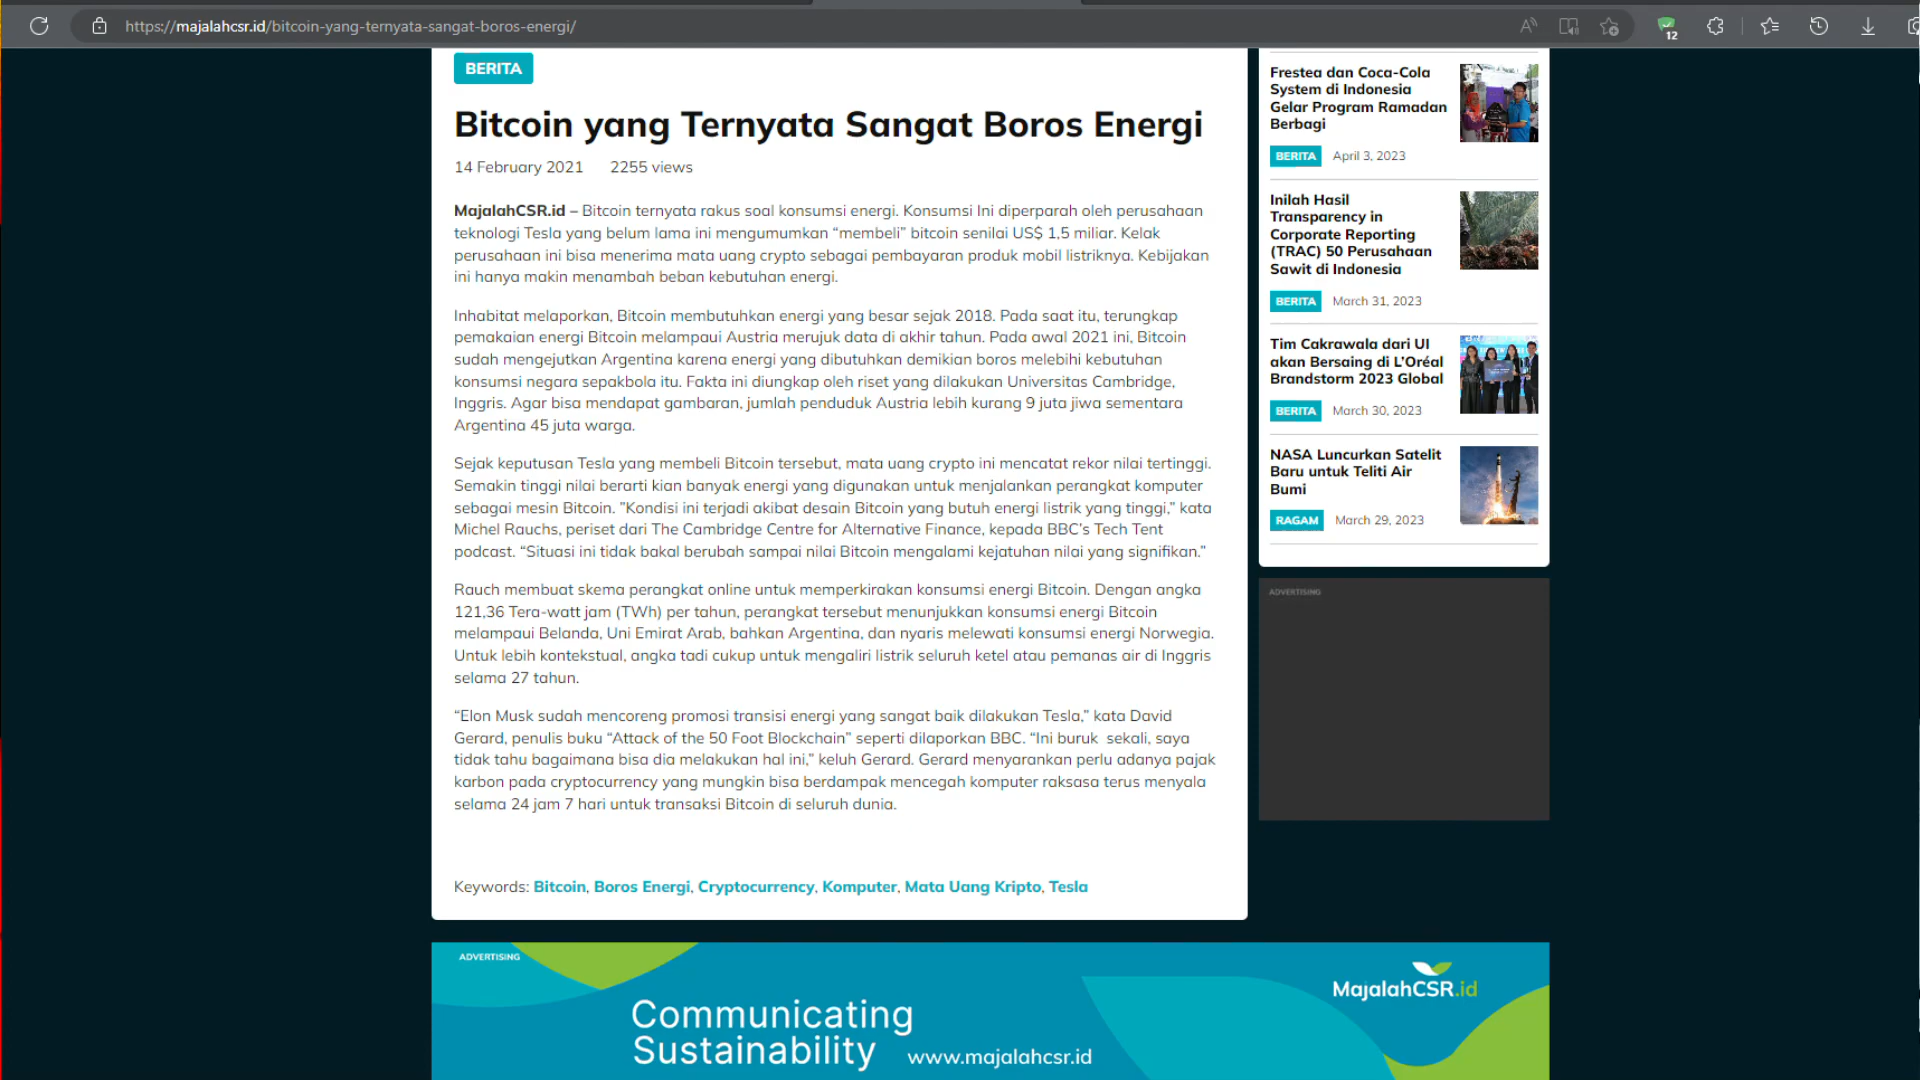 https://majalahcsr.id/bitcoin-yang-ternyata-sangat-boros-energi/
12
BERITA
Bitcoin yang Ternyata Sangat Boros Energi
14 February 2021 2255 views
MajalahCSR.id – Bitcoin ternyata rakus soal konsumsi energi. Konsumsi Ini diperparah oleh perusahaan
teknologi Tesla yang belum lama ini mengumumkan “membeli” bitcoin senilai US$ 1,5 miliar. Kelak
perusahaan ini bisa menerima mata uang crypto sebagai pembayaran produk mobil listriknya. Kebijakan
ini hanya makin menambah beban kebutuhan energi.
Inhabitat melaporkan, Bitcoin membutuhkan energi yang besar sejak 2018. Pada saat itu, terungkap
pemakaian energi Bitcoin melampaui Austria merujuk data di akhir tahun. Pada awal 2021 ini, Bitcoin
sudah mengejutkan Argentina karena energi yang dibutuhkan demikian boros melebihi kebutuhan
konsumsi negara sepakbola itu. Fakta ini diungkap oleh riset yang dilakukan Universitas Cambridge,
Inggris. Agar bisa mendapat gambaran, jumlah penduduk Austria lebih kurang 9 juta jiwa sementara
Argentina 45 juta warga.
Sejak keputusan Tesla yang membeli Bitcoin tersebut, mata uang crypto ini mencatat rekor nilai tertinggi.
Semakin tinggi nilai berarti kian banyak energi yang digunakan untuk menjalankan perangkat komputer
sebagai mesin Bitcoin. ”Kondisi ini terjadi akibat desain Bitcoin yang butuh energi listrik yang tinggi,” kata
Michel Rauchs, periset dari The Cambridge Centre for Alternative Finance, kepada BBC’s Tech Tent
podcast. “Situasi ini tidak bakal berubah sampai nilai Bitcoin mengalami kejatuhan nilai yang signifikan.”
Rauch membuat skema perangkat online untuk memperkirakan konsumsi energi Bitcoin. Dengan angka
121,36 Tera-watt jam (TWh) per tahun, perangkat tersebut menunjukkan konsumsi energi Bitcoin
melampaui Belanda, Uni Emirat Arab, bahkan Argentina, dan nyaris melewati konsumsi energi Norwegia.
Untuk lebih kontekstual, angka tadi cukup untuk mengaliri listrik seluruh ketel atau pemanas air di Inggris
selama 27 tahun.
“Elon Musk sudah mencoreng promosi transisi energi yang sangat baik dilakukan Tesla,” kata David
Gerard, penulis buku “Attack of the 50 Foot Blockchain” seperti dilaporkan BBC. “Ini buruk  sekali, saya
tidak tahu bagaimana bisa dia melakukan hal ini,” keluh Gerard. Gerard menyarankan perlu adanya pajak
karbon pada cryptocurrency yang mungkin bisa berdampak mencegah komputer raksasa terus menyala
selama 24 jam 7 hari untuk transaksi Bitcoin di seluruh dunia.
Keywords: Bitcoin, Boros Energi, Cryptocurrency, Komputer, Mata Uang Kripto, Tesla
Frestea dan Coca-Cola
System di Indonesia
Gelar Program Ramadan
Berbagi
BERITA April 3, 2023
Inilah Hasil
Transparency in
Corporate Reporting
(TRAC) 50 Perusahaan
Sawit di Indonesia
BERITA March 31, 2023
Tim Cakrawala dari UI
akan Bersaing di L’Oréal
Brandstorm 2023 Global
BERITA March 30, 2023
NASA Luncurkan Satelit
Baru untuk Teliti Air
Bumi
RAGAM March 29, 2023
ADVERTISING
ADVERTISING
MajalahCSR.id
Communicating
Sustainability www.majalahcsr.id